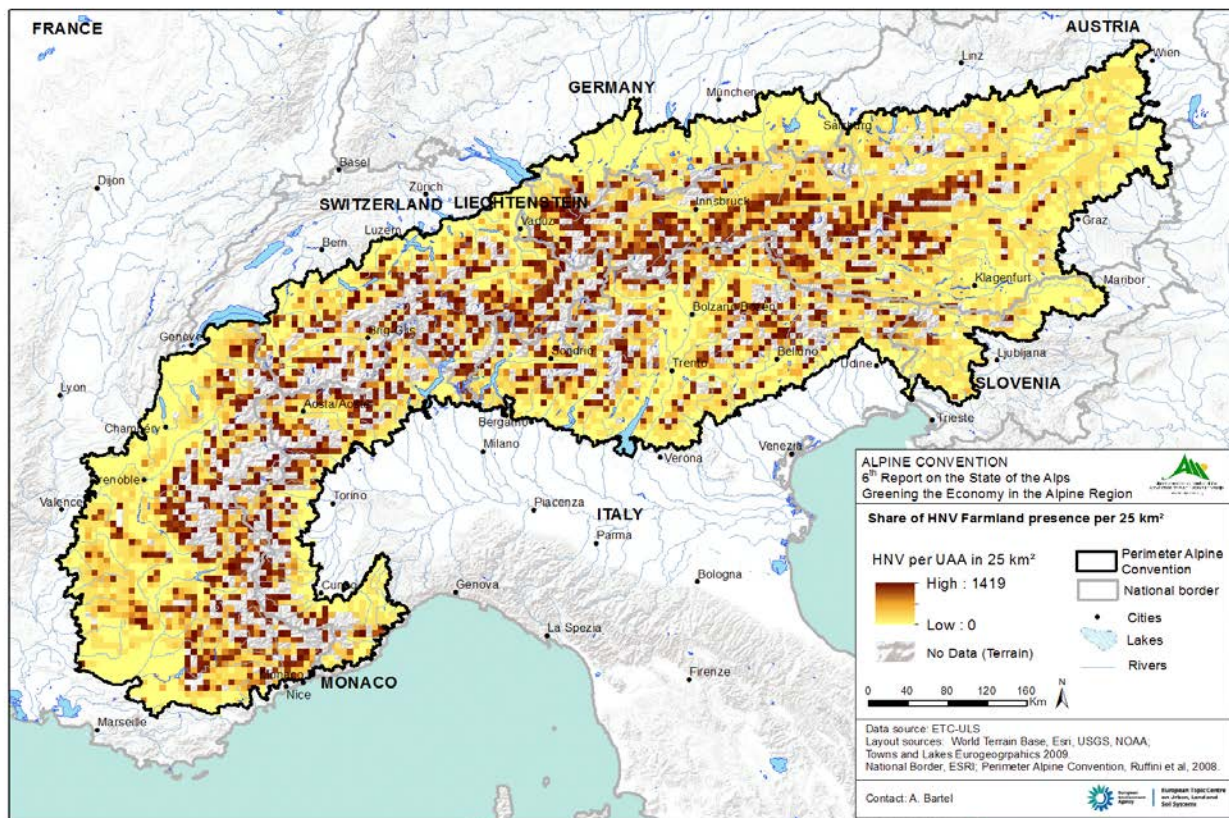 FRANCE
AUSTRIA
Wien
Linz
GERMANY
München
Salzburg
Basel
Dijon
Zürich
SWITZERLAND
LIECHTENSTEIN
Innsbruck
Vaduz
Luzern
Graz
Bern
Klagenfurt
Maribor
Bolzano/Bozen
Brig-Glis
Genève
Sondrio
Belluno
Ljubljana
Trento
Udine
SLOVENIA
Lyon
Aosta/Aoste
Trieste
Chambéry
Bergamo
Milano
Venezia
Verona
Grenoble
Valence
Torino
Piacenza
ITALY
Parma
Cuneo
Genova
Bologna
La Spezia
Monaco
MONACO
Nice
Firenze
Marseille
ALPINE CONVENTION
6th Report on the State of the Alps
Greening the Economy in the Alpine Region
Share of HNV Farmland presence per 25 km²
HNV per UAA in 25 km²
High : 1419
Low : 0
No Data (Terrain)
Perimeter Alpine
Convention
National border
Cities
Lakes
Rivers
N
0 40 80 120 160
Km
Data source: ETC-ULS
Layout sources: World Terrain Base, Esri, USGS, NOAA;
Towns and Lakes Eurogeogrpahics 2009.
National Border, ESRI; Perimeter Alpine Convention, Ruffini et al, 2008.
Contact: A. Bartel
European
Environment
Agency
European Topic Centre
on Urban, Land and
Soil Systems